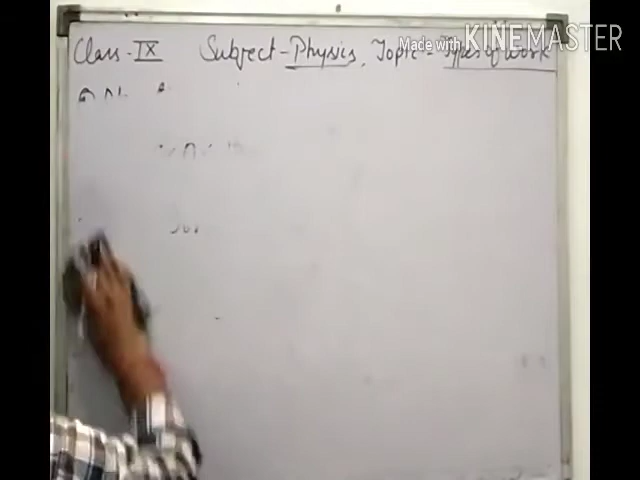 Class - IX Subject - Physics, Topic - Types of work
Made with KINEMASTER